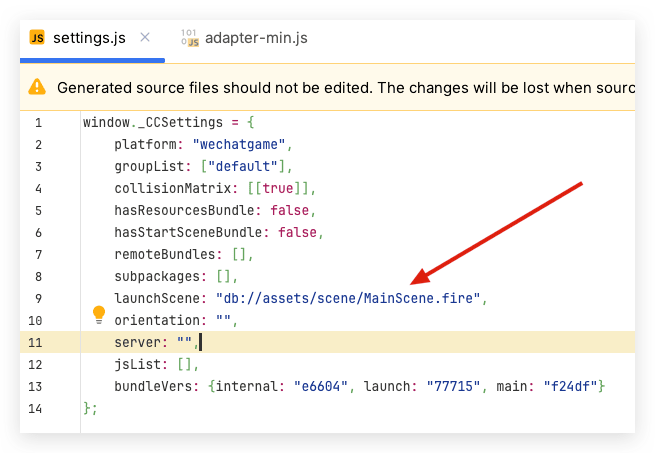 settings.js
adapter-min.js
Generated source files should not be edited. The changes will be lost when sourc
1 window._CCSettings = {
2 platform: "wechatgame",
3 groupList: ["default"],
4 collisionMatrix: [[true]],
5 hasResourcesBundle: false,
6 hasStartSceneBundle: false,
7 remoteBundles: [],
8 subpackages: [],
9 launchScene: "db://assets/scene/MainScene.fire",
10 orientation: "",
11 server: "",
12 jsList: [],
13 bundleVers: {internal: "e6604", launch: "77715", main: "f24df"}
14 };